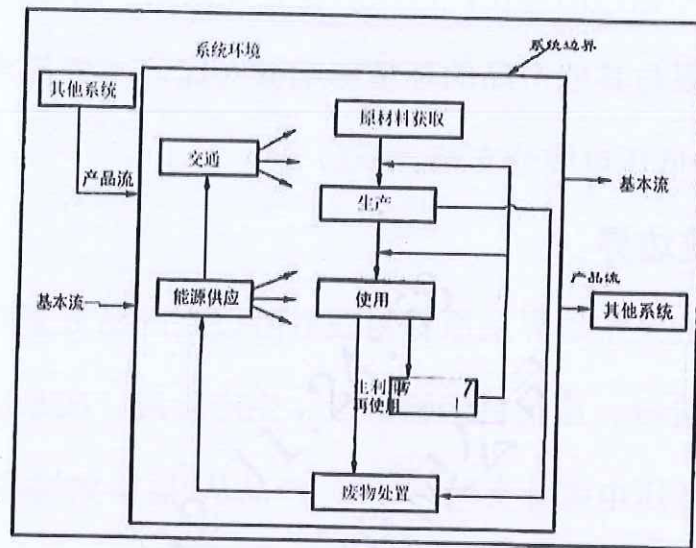 系统环境
系统边界
其他系统
原材料获取
交通
产品流
基本流
生产
产品流
基本流
能源供应
使用
其他系统
再使用
废物处置